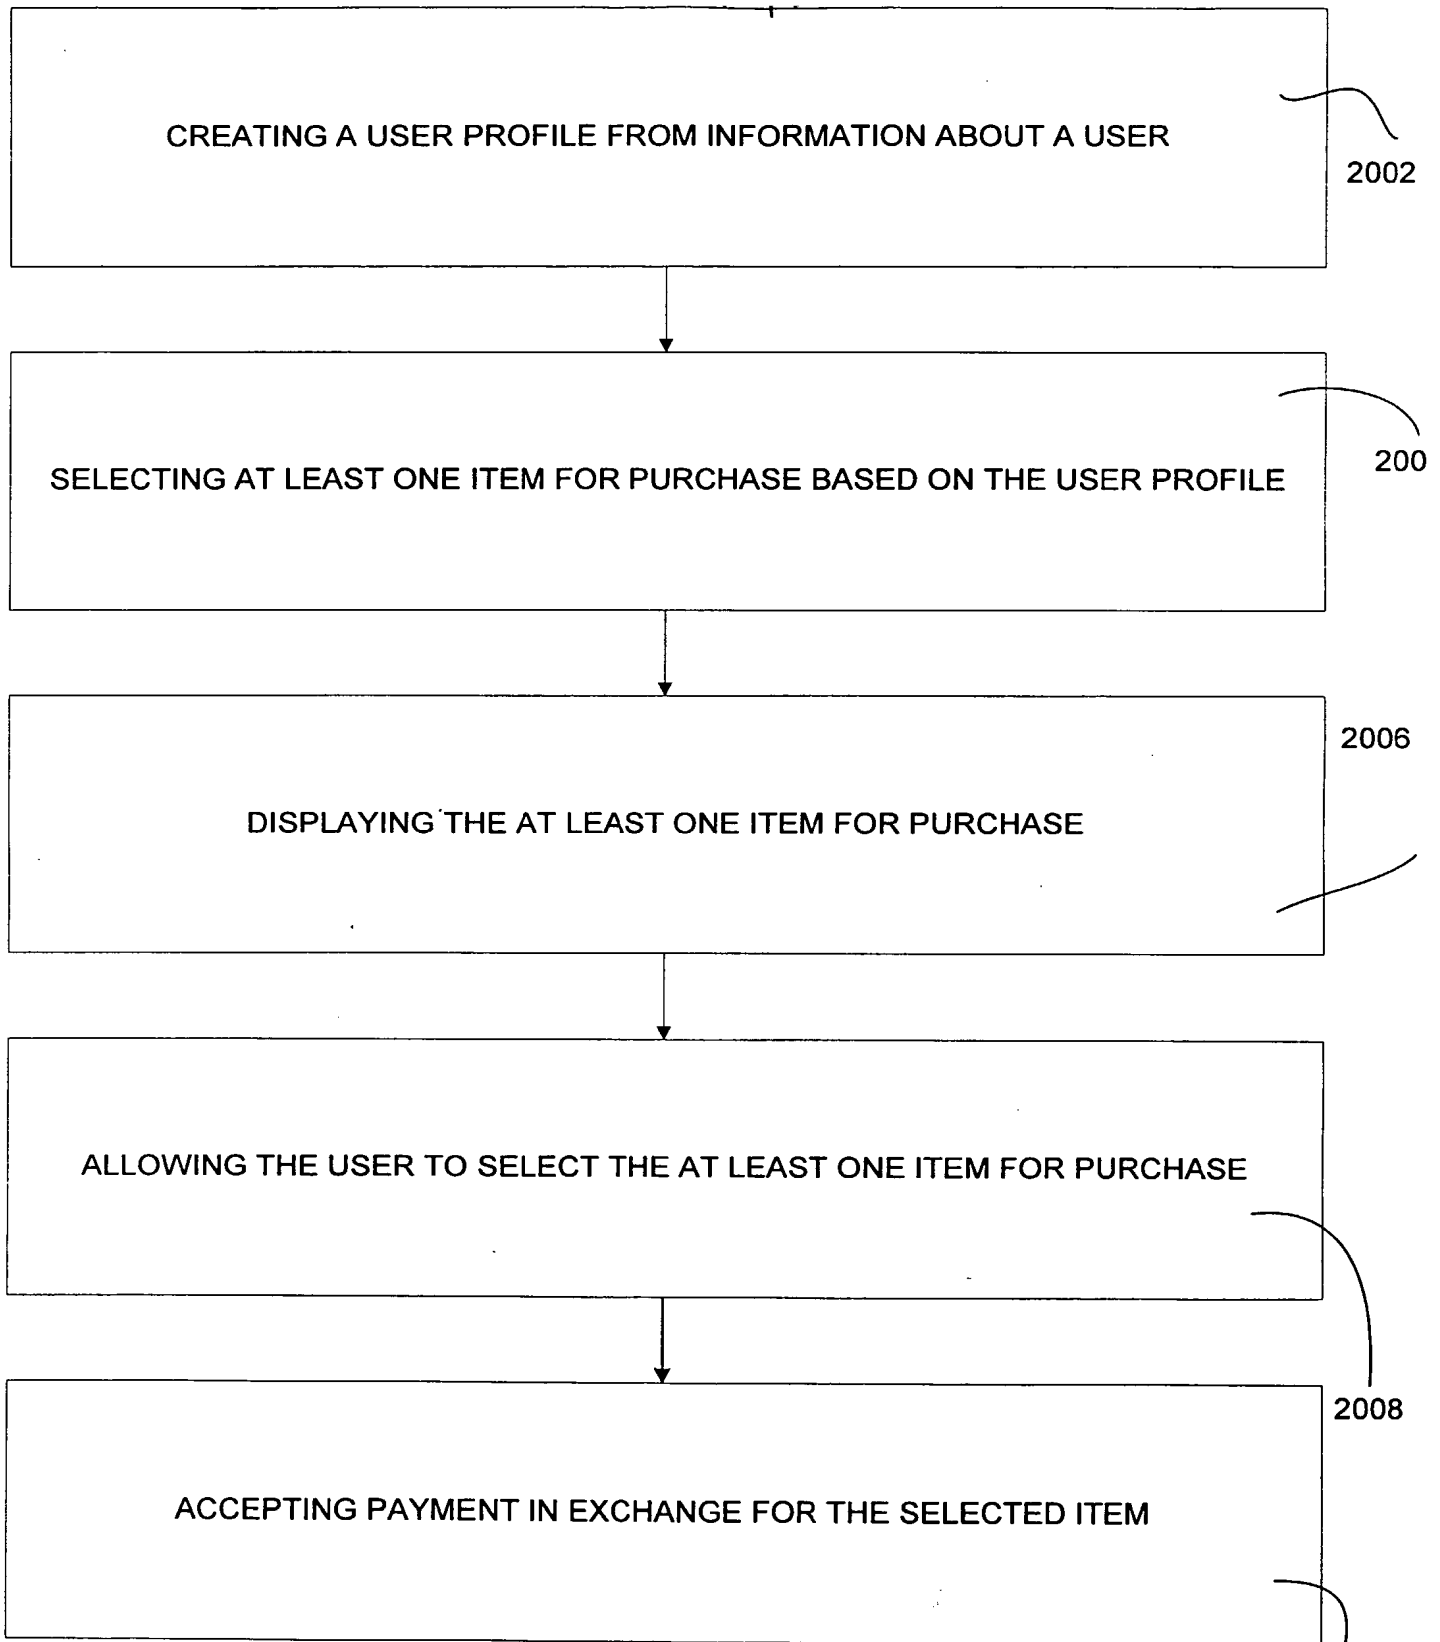 CREATING A USER PROFILE FROM INFORMATION ABOUT A USER
2002
SELECTING AT LEAST ONE ITEM FOR PURCHASE BASED ON THE USER PROFILE
200
2006
DISPLAYING THE AT LEAST ONE ITEM FOR PURCHASE
ALLOWING THE USER TO SELECT THE AT LEAST ONE ITEM FOR PURCHASE
2008
ACCEPTING PAYMENT IN EXCHANGE FOR THE SELECTED ITEM